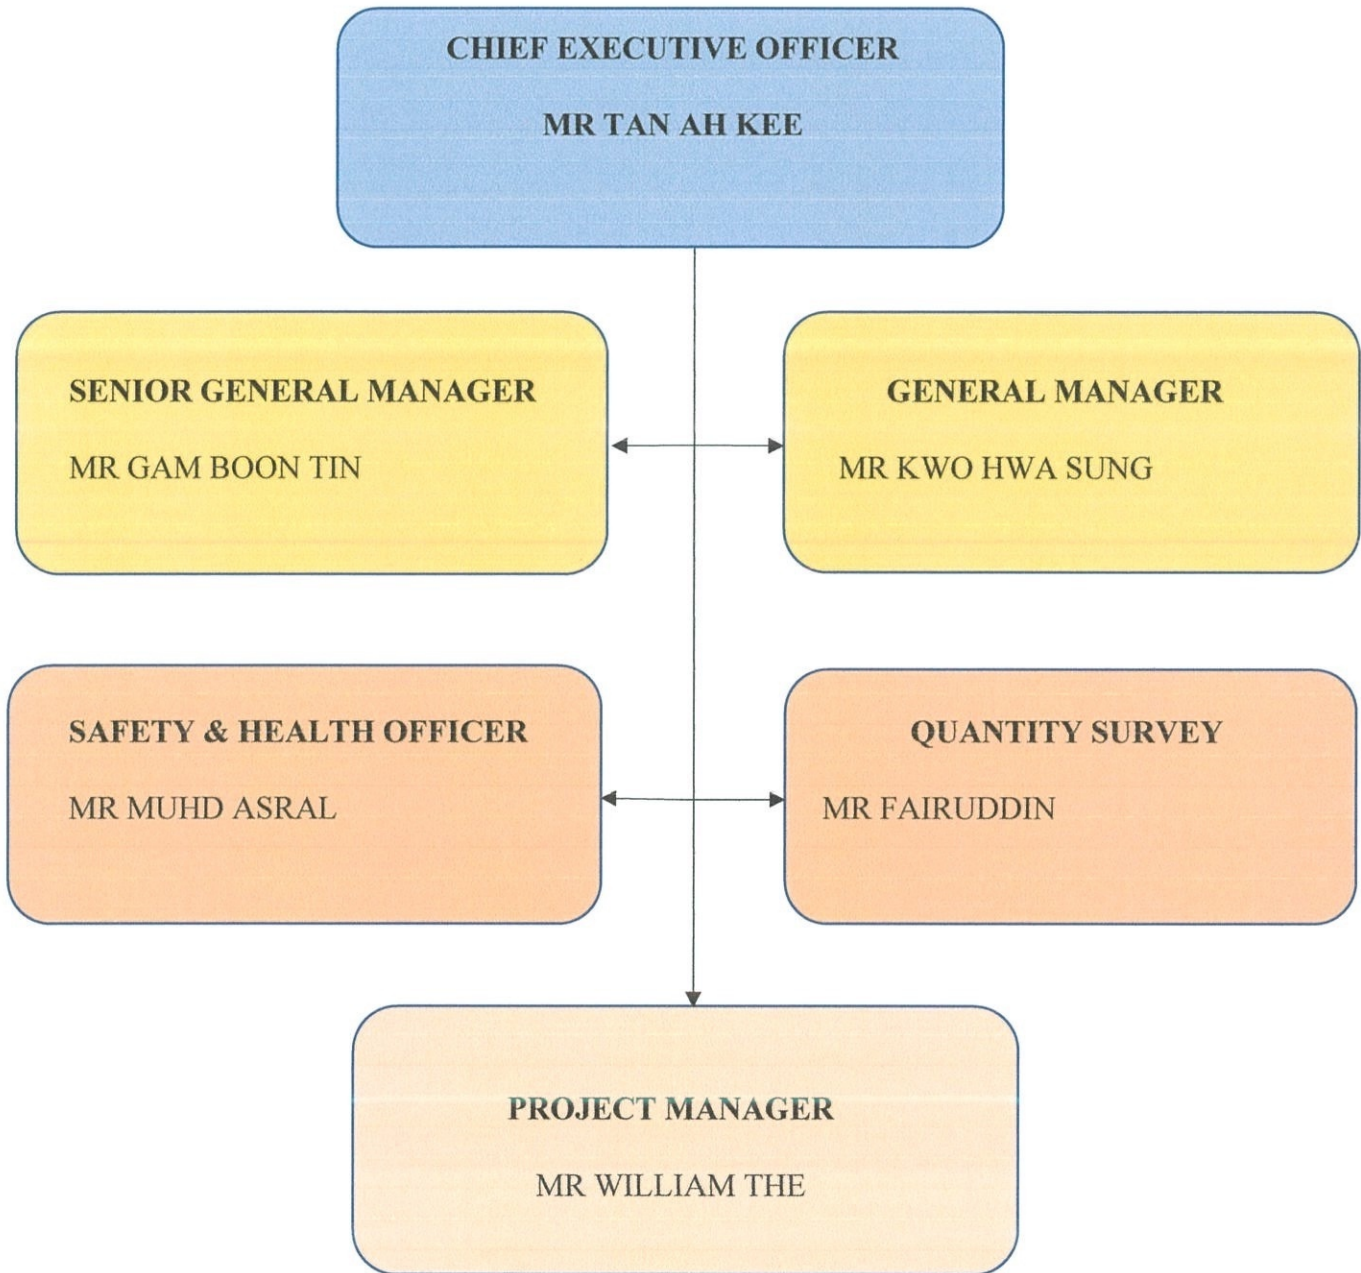 CHIEF EXECUTIVE OFFICER
MR TAN AH KEE
SENIOR GENERAL MANAGER
MR GAM BOON TIN
GENERAL MANAGER
MR KWO HWA SUNG
SAFETY & HEALTH OFFICER
MR MUHD ASRAL
QUANTITY SURVEY
MR FAIRUDDIN
PROJECT MANAGER
MR WILLIAM THE